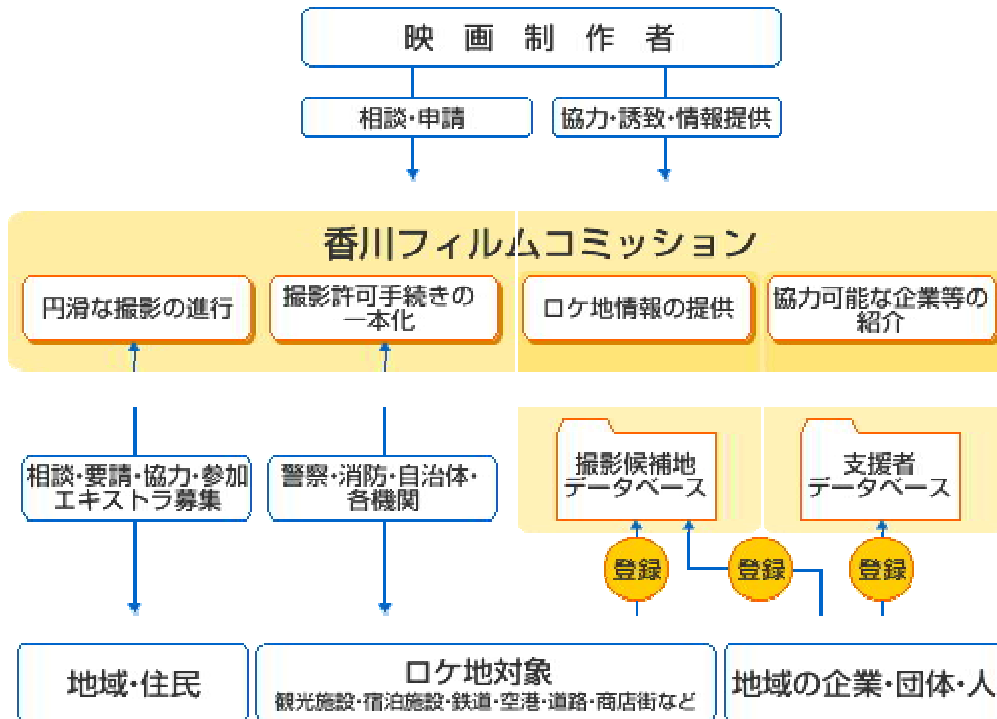 映画制作者
相談･申請
協力･誘致･情報提供
香川フィルムコミッション
円滑な撮影の進行
撮影許可手続きの
一本化
ロケ地情報の提供
協力可能な企業等の
紹介
相談･要請･協力･参加
エキストラ募集
警察･消防･自治体･
各機関
撮影候補地
データベース
支援者
データベース
登録
登録
登録
地域･住民
ロケ地対象
観光施設･宿泊施設･鉄道･空港･道路･商店街など
地域の企業･団体･人